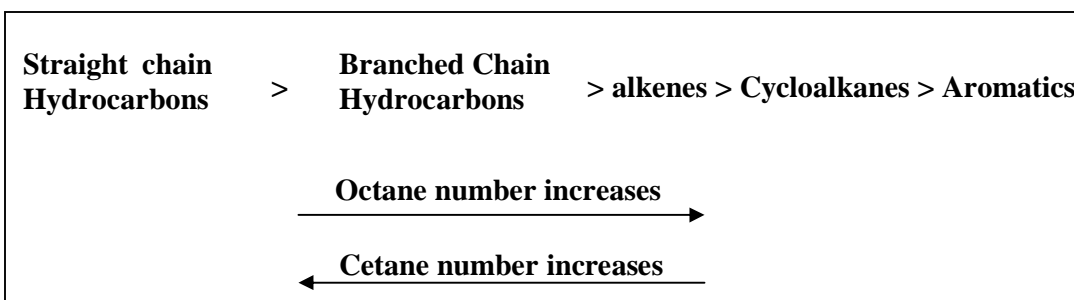 Straight chain Hydrocarbons > Branched Chain Hydrocarbons > alkenes > Cycloalkanes > Aromatics
Octane number increases
Cetane number increases